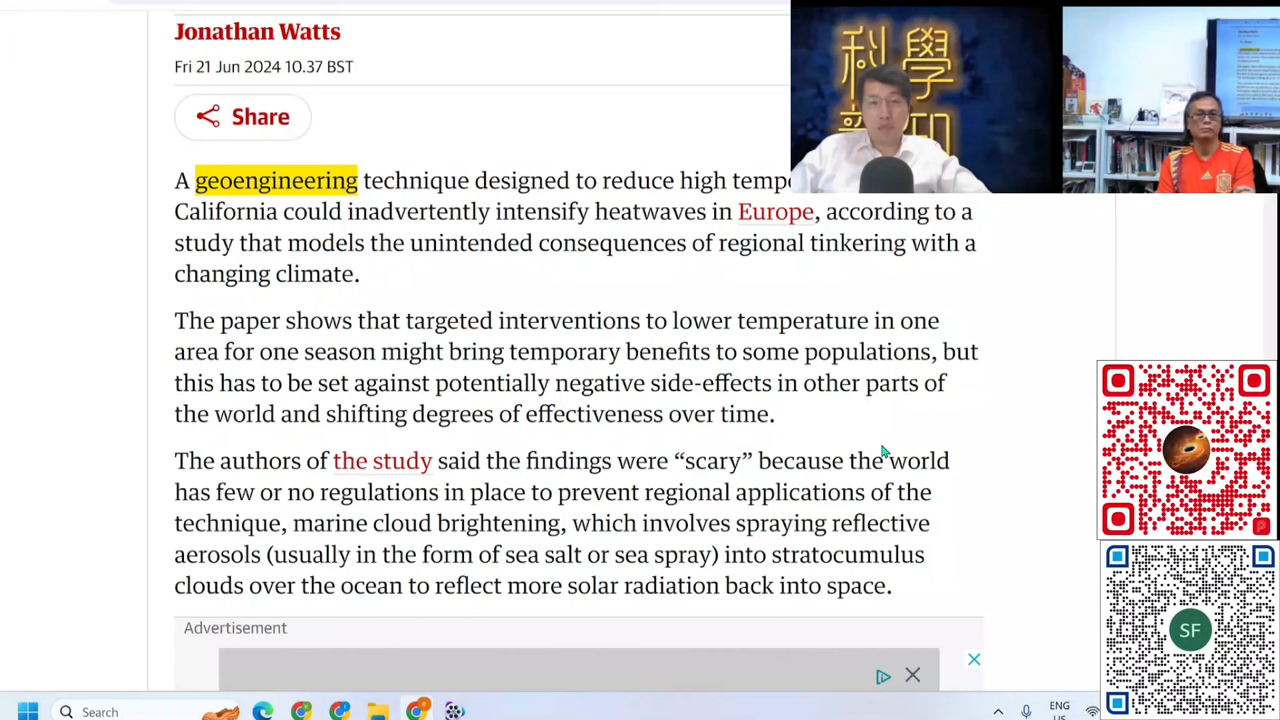 Jonathan Watts
Fri 21 Jun 2024 10.37 BST
Share
科學
A geoengineering technique designed to reduce high
California could inadvertently intensify heatwaves in Europe, according to a
study that models the unintended consequences of regional tinkering with a
changing climate.
The paper shows that targeted interventions to lower temperature in one
area for one season might bring temporary benefits to some populations, but
this has to be set against potentially negative side-effects in other parts of
the world and shifting degrees of effectiveness over time.
The authors of the study said the findings were “scary” because the world
has few or no regulations in place to prevent regional applications of the
technique, marine cloud brightening, which involves spraying reflective
aerosols (usually in the form of sea salt or sea spray) into stratocumulus
clouds over the ocean to reflect more solar radiation back into space.
Advertisement
SF
Search
ENG